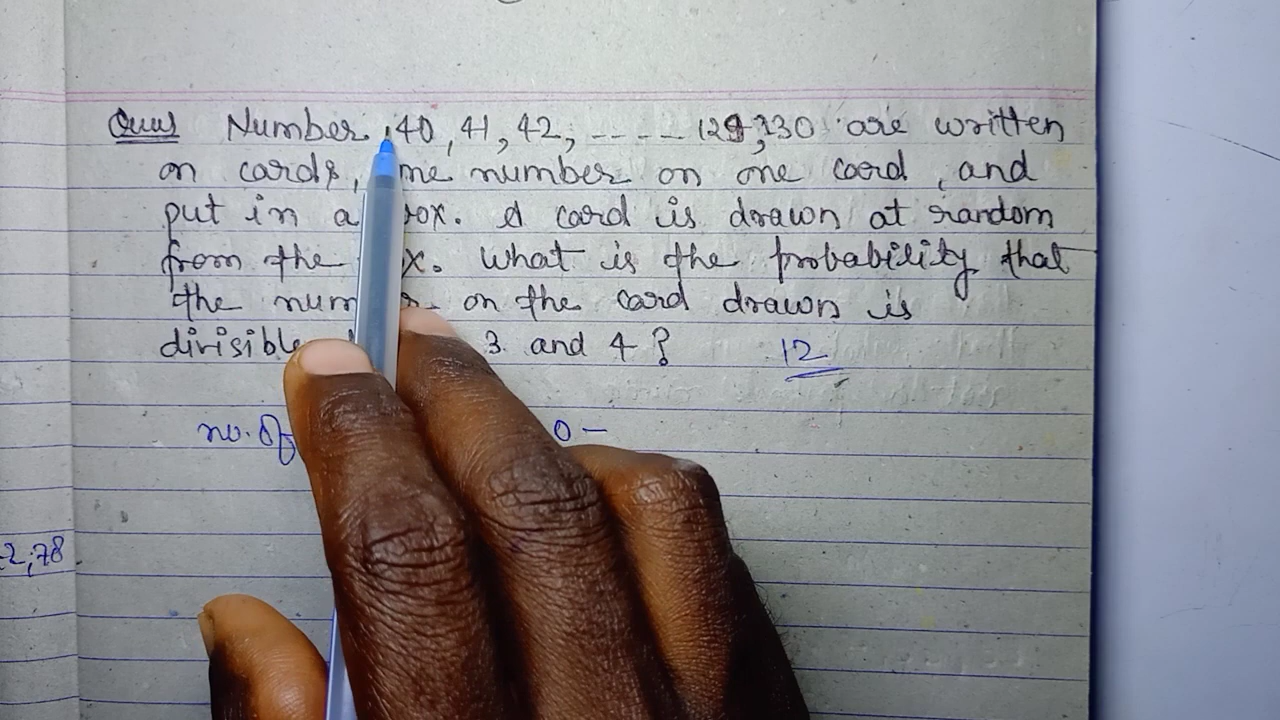 Ques Number 40, 41, 42, ---- 129, 130 are written
on cards, one number on one card, and
put in a box. A card is drawn at random
from the box. What is the probability that
the number on the card drawn is
divisible 3 and 4? 12
no. of 0 -
2, 78